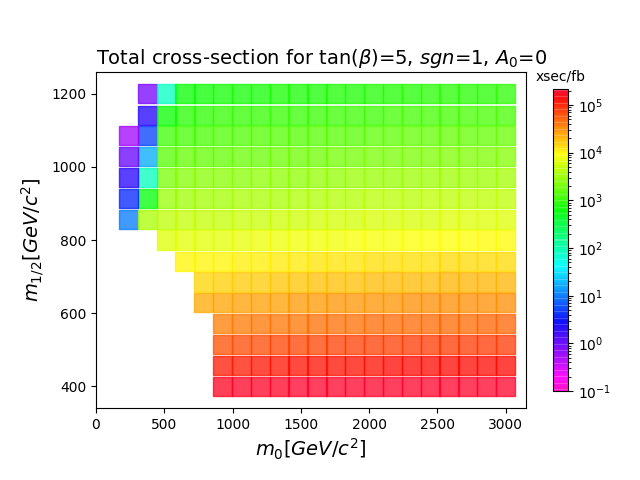 Total cross-section for tan(β)=5, sgn=1, A₀=0
xsec/fb
10⁵
10⁴
10³
10²
10¹
10⁰
10⁻¹
1200
1000
800
600
400
m₁/₂[GeV/c²]
0 500 1000 1500 2000 2500 3000
m₀[GeV/c²]